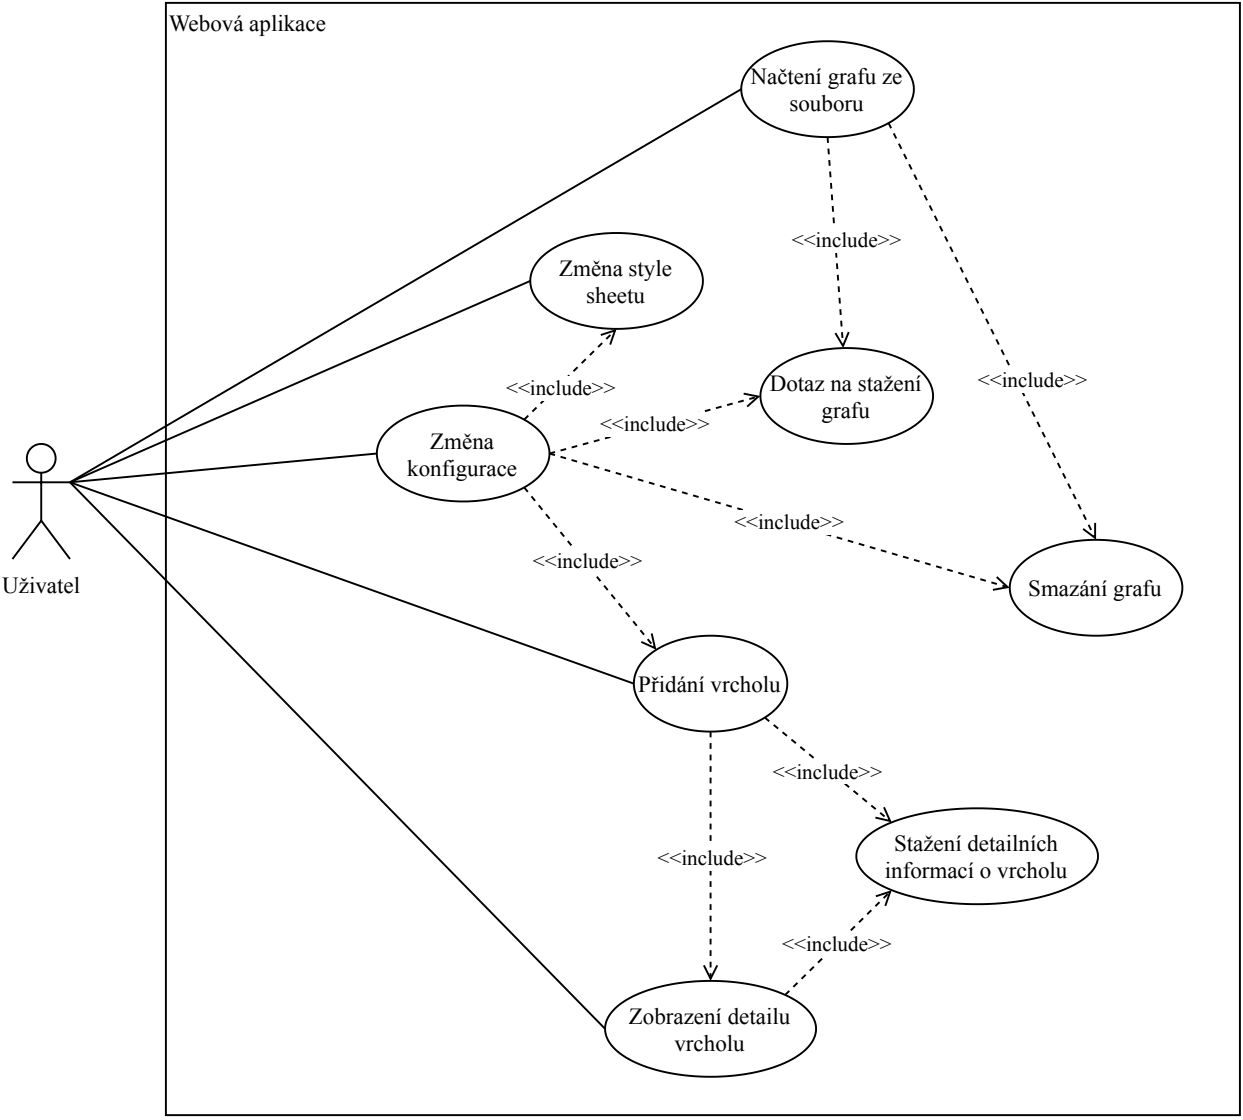 Webová aplikace
Načtení grafu ze
souboru
<<include>>
Změna style
sheetu
<<include>>
Dotaz na stažení
grafu
<<include>>
<<include>>
Změna
konfigurace
<<include>>
<<include>>
Uživatel
Smazání grafu
Přidání vrcholu
<<include>>
Stažení detailních
informací o vrcholu
<<include>>
<<include>>
Zobrazení detailu
vrcholu